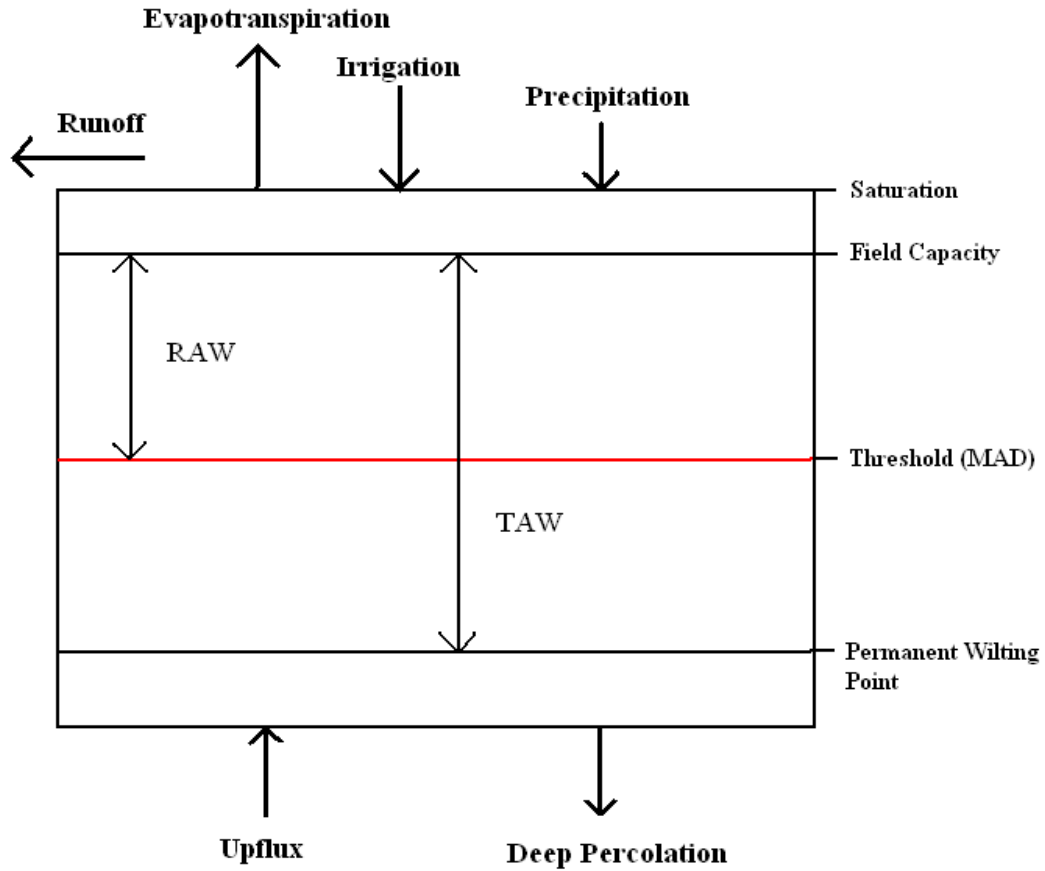 Evapotranspiration
Irrigation
Precipitation
Runoff
Saturation
Field Capacity
RAW
Threshold (MAD)
TAW
Permanent Wilting
Point
Upflux
Deep Percolation